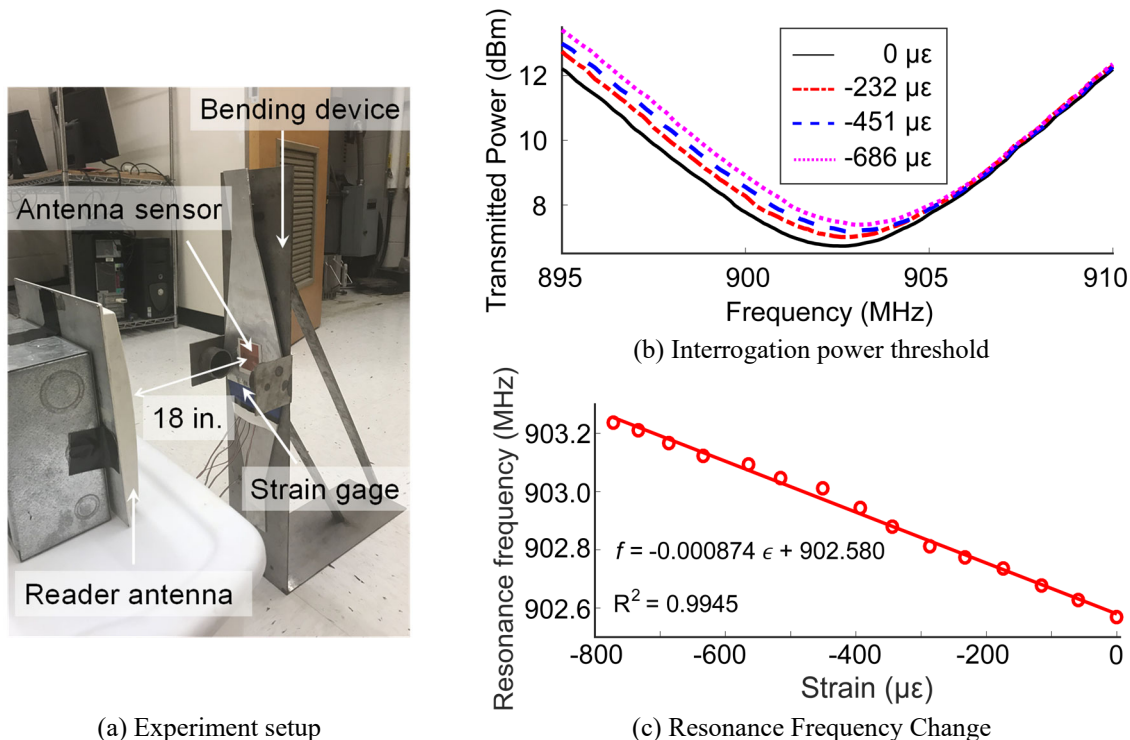 Bending device
Antenna sensor
18 in.
Strain gage
Reader antenna
(a) Experiment setup
Transmitted Power (dBm)
12
10
8
895
900
905
910
Frequency (MHz)
0 με
-232 με
-451 με
-686 με
(b) Interrogation power threshold
Resonance frequency (MHz)
903.2
903.0
902.8
902.6
f = -0.000874 ϵ + 902.580
R² = 0.9945
-800
-600
-400
-200
0
Strain (με)
(c) Resonance Frequency Change